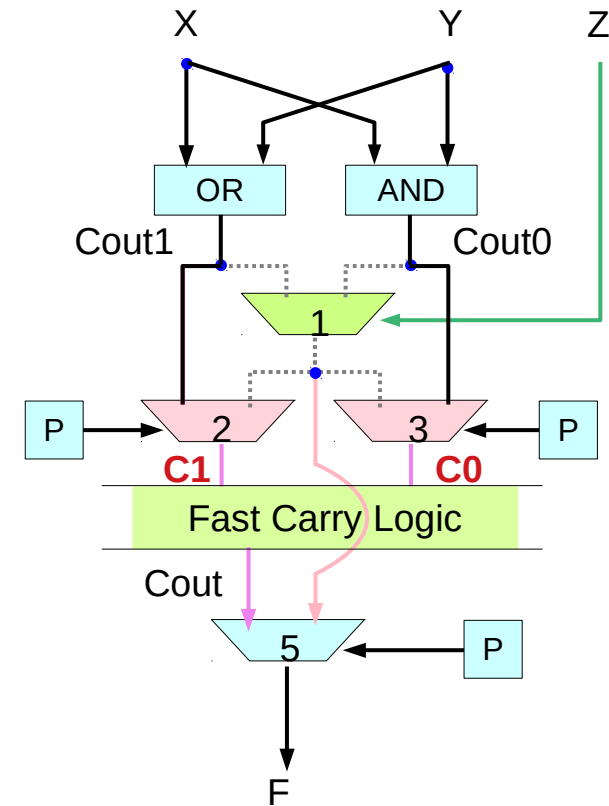 X Y Z
OR AND
Cout1 Cout0
1
P 2 3 P
C1 C0
Fast Carry Logic
Cout
5 P
F